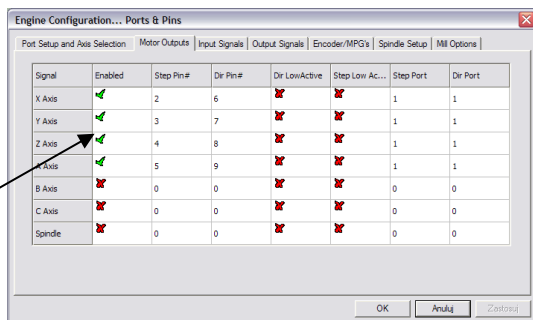 Engine Configuration... Ports & Pins
Port Setup and Axis Selection Motor Outputs Input Signals Output Signals Encoder/MPG's Spindle Setup Mill Options
Signal Enabled Step Pin# Dir Pin# Dir LowActive Step Low Ac... Step Port Dir Port
X Axis 2 6 1 1
Y Axis 3 7 1 1
Z Axis 4 8 1 1
A Axis 5 9 1 1
B Axis 0 0 0 0
C Axis 0 0 0 0
Spindle 0 0 0 0
OK Anuluj Zastosuj